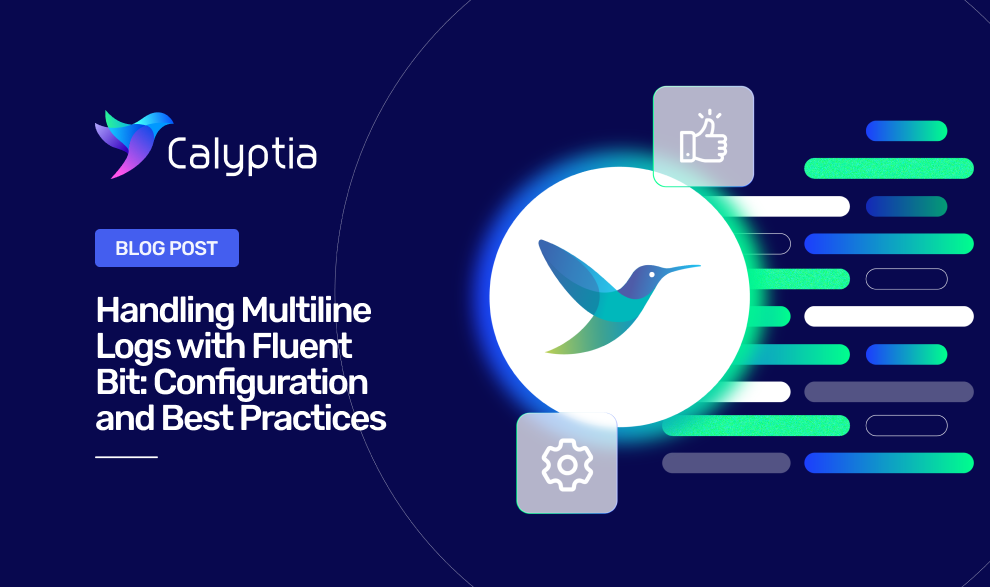 Calyptia
BLOG POST
Handling Multiline
Logs with Fluent
Bit: Configuration
and Best Practices